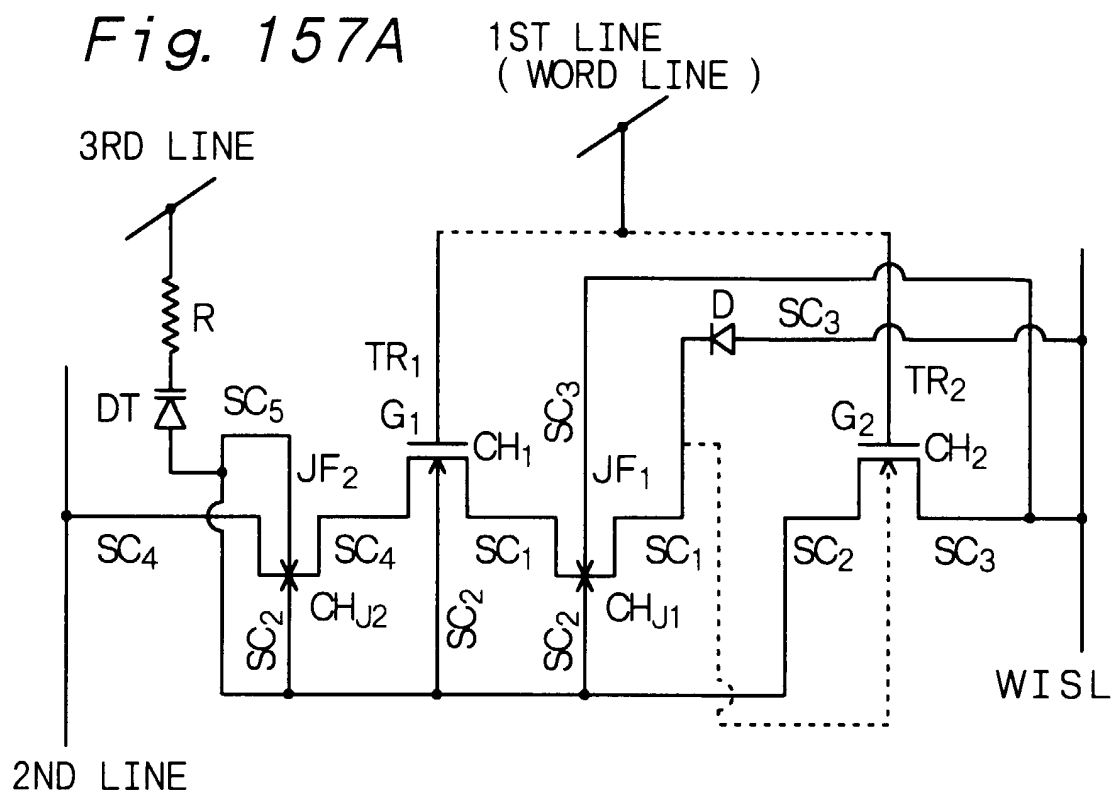 Fig. 157A
1ST LINE
( WORD LINE )
3RD LINE
R
DT
SC5
TR1
G1
CH1
JF2
SC3
JF1
D
SC3
TR2
G2
CH2
SC4
SC4
SC1
SC1
SC2
SC3
SC2
CHJ2
SC2
SC2
CHJ1
WISL
2ND LINE